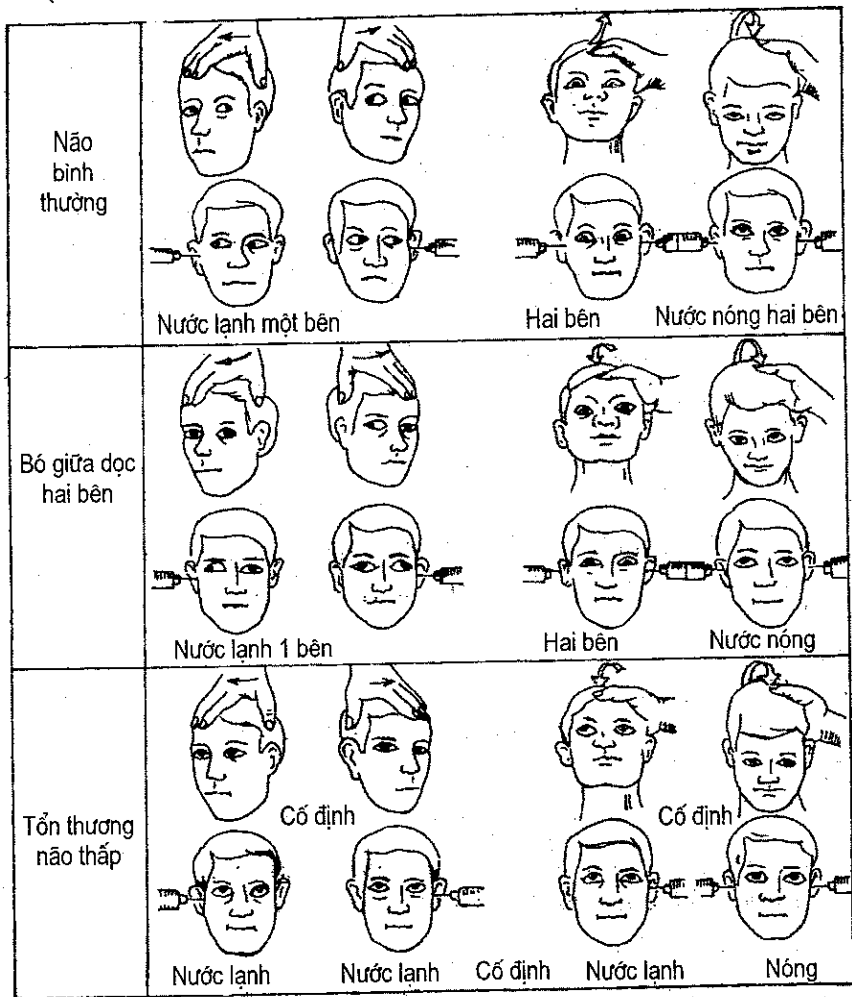 Não
bình
thường
Nước lạnh một bên
Hai bên
Nước nóng hai bên
Bó giữa dọc
hai bên
Nước lạnh 1 bên
Hai bên
Nước nóng
Tổn thương
não thấp
Cố định
Cố định
Nước lạnh
Nước lạnh
Cố định
Nước lạnh
Nóng